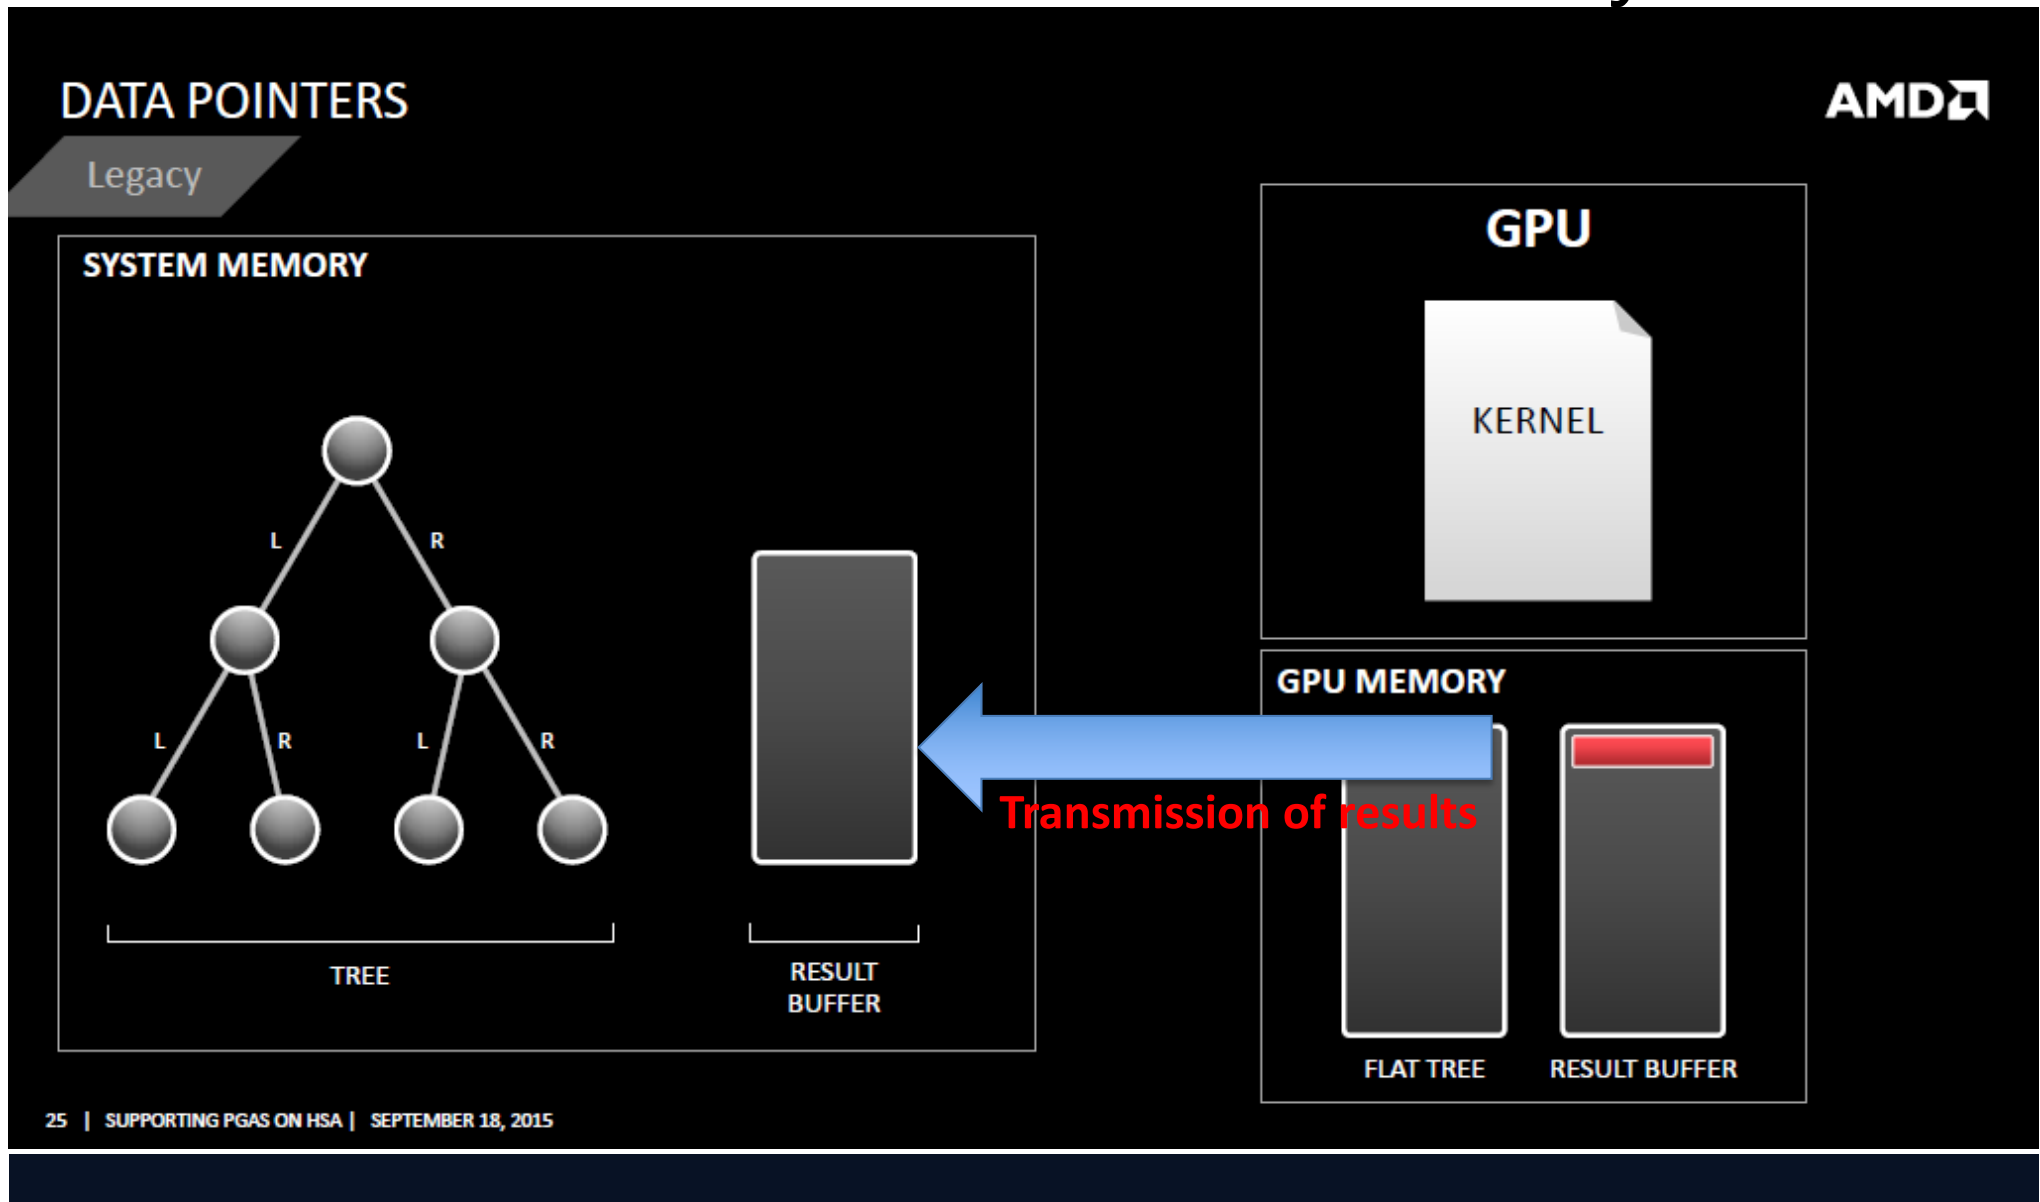 DATA POINTERS
AMD
Legacy
SYSTEM MEMORY
L
R
L
R
L
R
TREE
RESULT
BUFFER
GPU
KERNEL
GPU MEMORY
Transmission of results
FLAT TREE
RESULT BUFFER
25 | SUPPORTING PGAS ON HSA | SEPTEMBER 18, 2015